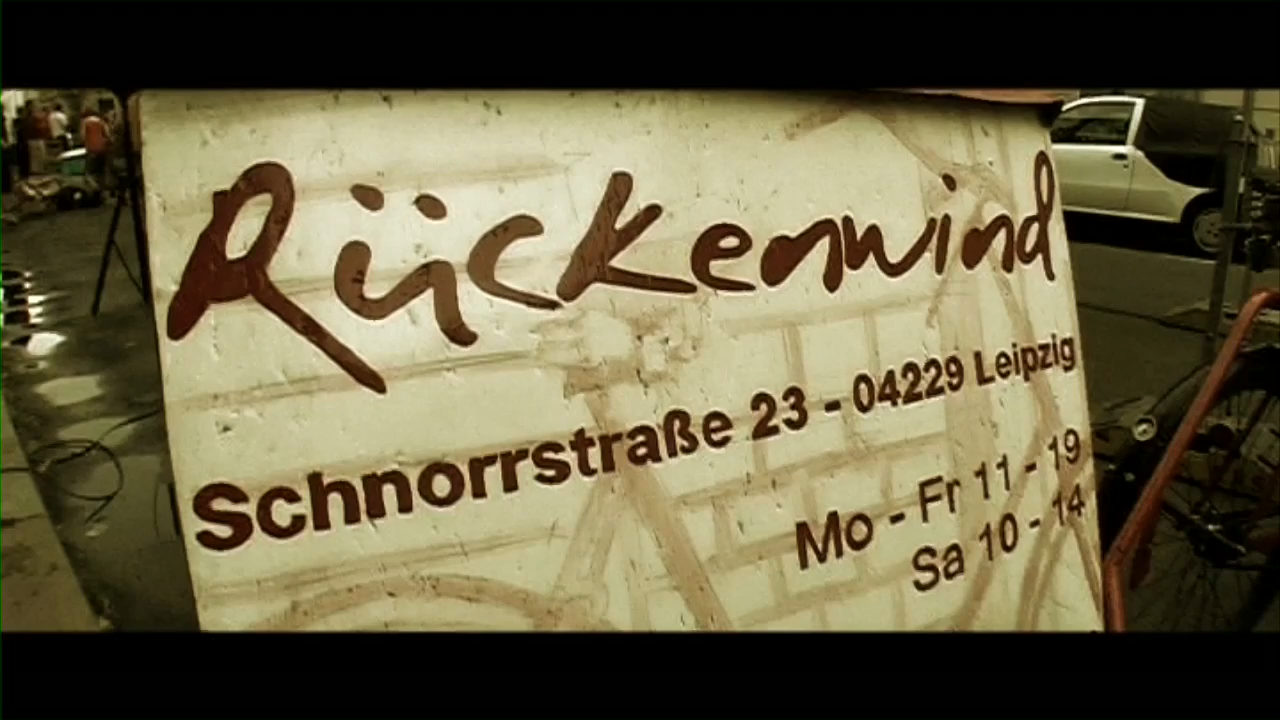 Rückenwind
Schnorrstraße 23 - 04229 Leipzig
Mo - Fr 11 - 19
Sa 10 - 14